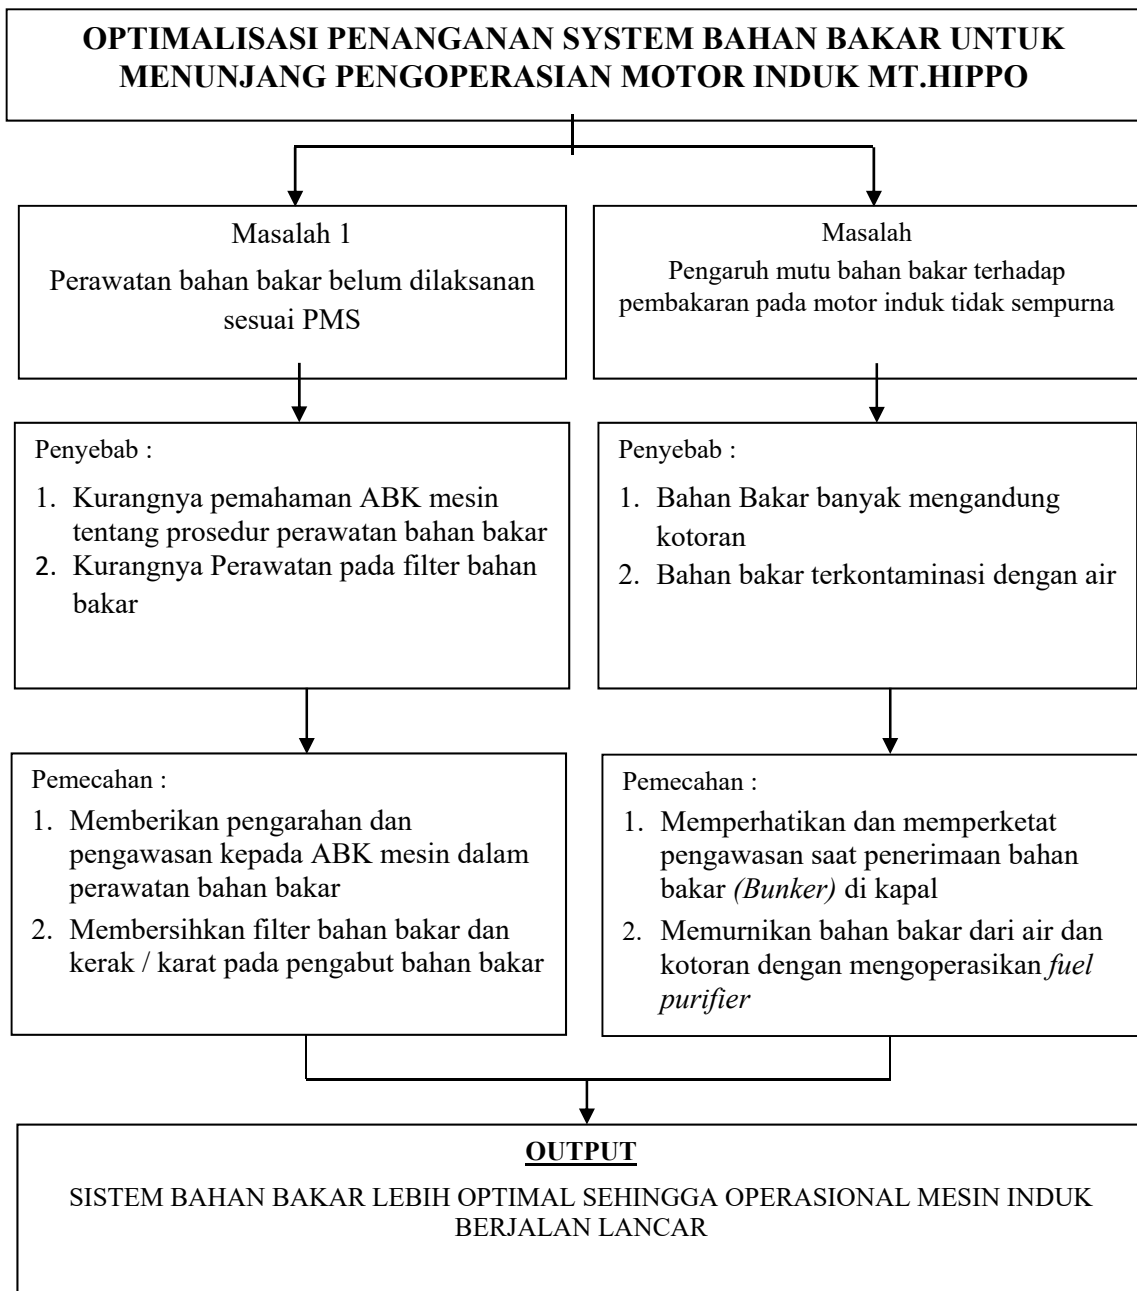 OPTIMALISASI PENANGANAN SYSTEM BAHAN BAKAR UNTUK
MENUNJANG PENGOPERASIAN MOTOR INDUK MT.HIPPO
Masalah 1
Perawatan bahan bakar belum dilaksanan
sesuai PMS
Masalah
Pengaruh mutu bahan bakar terhadap
pembakaran pada motor induk tidak sempurna
Penyebab :
1. Kurangnya pemahaman ABK mesin
tentang prosedur perawatan bahan bakar
2. Kurangnya Perawatan pada filter bahan
bakar
Penyebab :
1. Bahan Bakar banyak mengandung
kotoran
2. Bahan bakar terkontaminasi dengan air
Pemecahan :
1. Memberikan pengarahan dan
pengawasan kepada ABK mesin dalam
perawatan bahan bakar
2. Membersihkan filter bahan bakar dan
kerak / karat pada pengabut bahan bakar
Pemecahan :
1. Memperhatikan dan memperketat
pengawasan saat penerimaan bahan
bakar (Bunker) di kapal
2. Memurnikan bahan bakar dari air dan
kotoran dengan mengoperasikan fuel
purifier
OUTPUT
SISTEM BAHAN BAKAR LEBIH OPTIMAL SEHINGGA OPERASIONAL MESIN INDUK
BERJALAN LANCAR